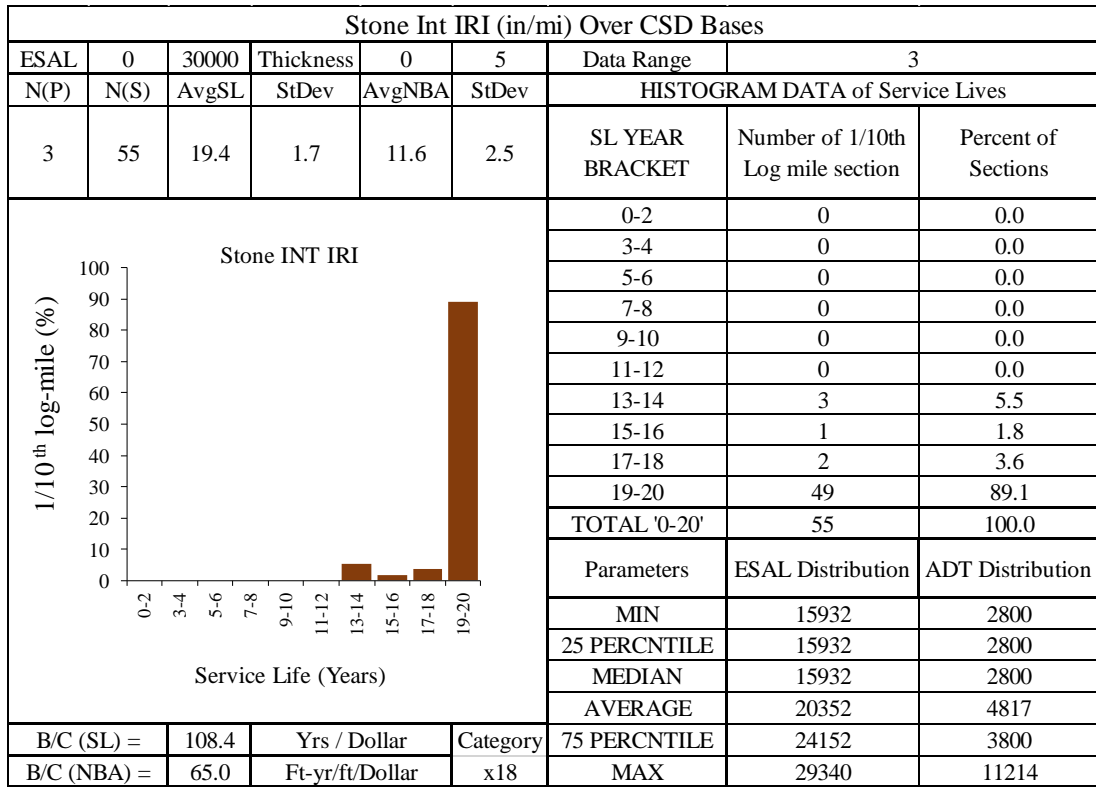 Stone Int IRI (in/mi) Over CSD Bases
ESAL 0 30000 Thickness 0 5 Data Range 3
N(P) N(S) AvgSL StDev AvgNBA StDev HISTOGRAM DATA of Service Lives
3 55 19.4 1.7 11.6 2.5
SL YEAR BRACKET
Number of 1/10th Log mile section
Percent of Sections
0-2 0 0.0
3-4 0 0.0
5-6 0 0.0
7-8 0 0.0
9-10 0 0.0
11-12 0 0.0
13-14 3 5.5
15-16 1 1.8
17-18 2 3.6
19-20 49 89.1
TOTAL '0-20' 55 100.0
Parameters ESAL Distribution ADT Distribution
MIN 15932 2800
25 PERCNTILE 15932 2800
MEDIAN 15932 2800
AVERAGE 20352 4817
75 PERCNTILE 24152 3800
MAX 29340 11214
Stone INT IRI
1/10 th log-mile (%)
100
90
80
70
60
50
40
30
20
10
0
0-2 3-4 5-6 7-8 9-10 11-12 13-14 15-16 17-18 19-20
Service Life (Years)
B/C (SL) = 108.4 Yrs / Dollar Category
B/C (NBA) = 65.0 Ft-yr/ft/Dollar x18